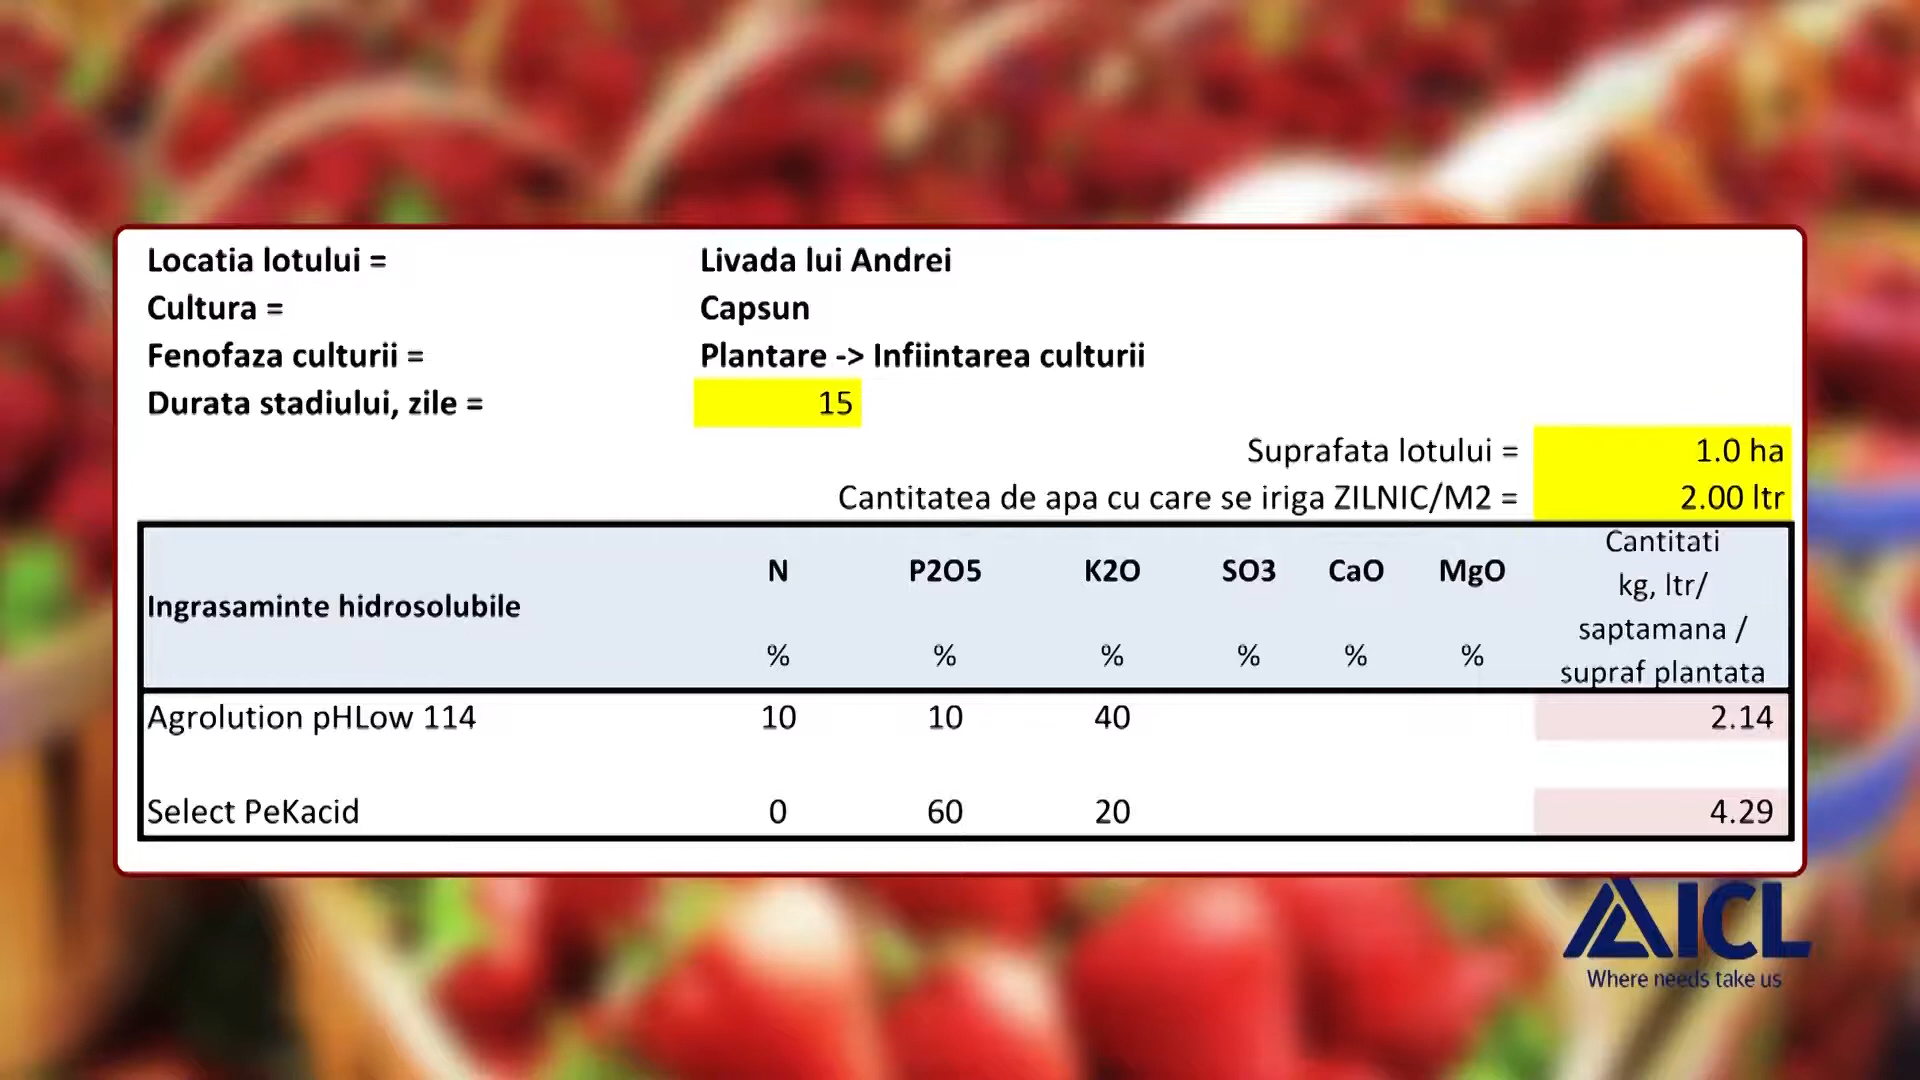 Locatia lotului = Livada lui Andrei
Cultura = Capsun
Fenofaza culturii = Plantare -> Infiintarea culturii
Durata stadiului, zile = 15
Suprafata lotului = 1.0 ha
Cantitatea de apa cu care se iriga ZILNIC/M2 = 2.00 ltr
Ingrasaminte hidrosolubile N P2O5 K2O SO3 CaO MgO Cantitati
kg, ltr/
saptamana /
% % % % % % supraf plantata
Agrolution pHLow 114 10 10 40 2.14
Select PeKacid 0 60 20 4.29
ICL
Where needs take us